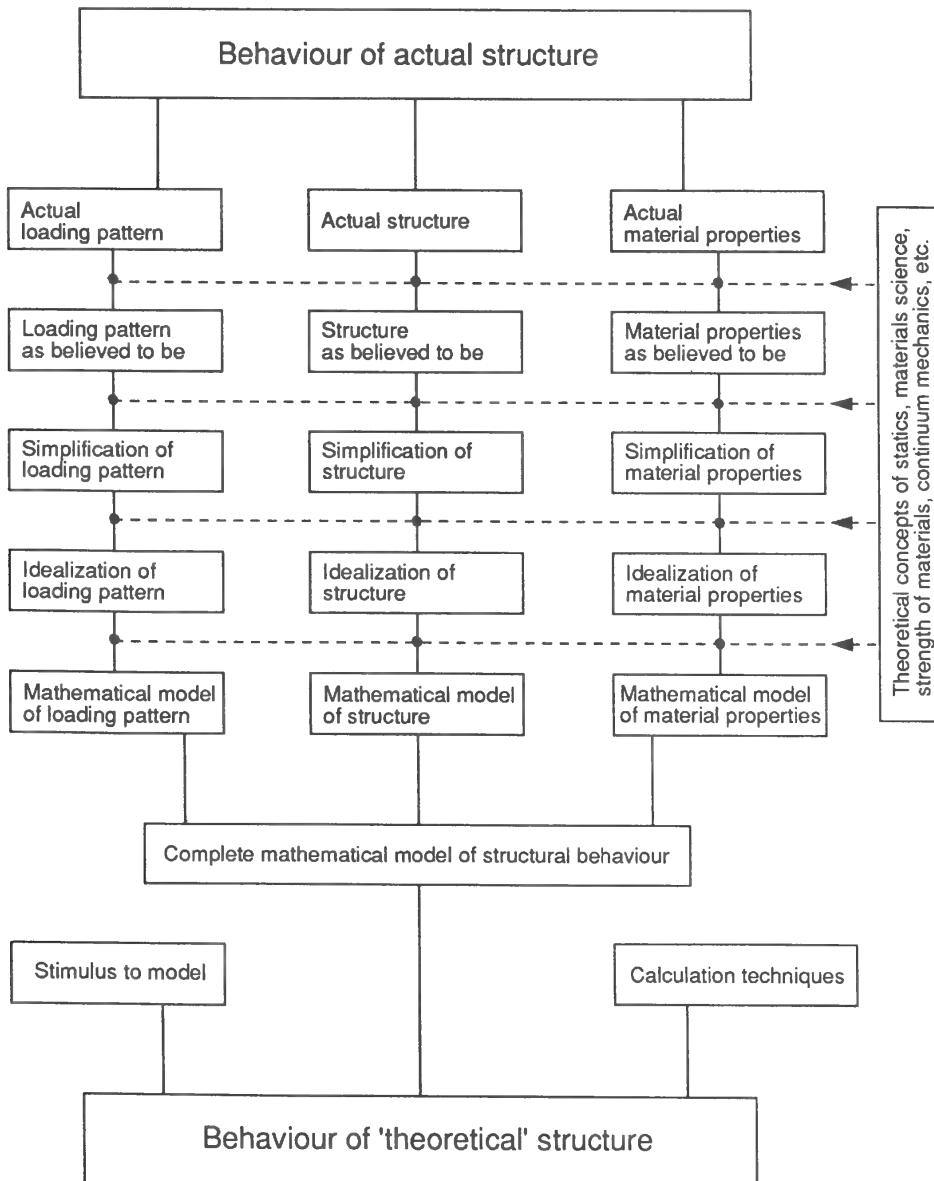 Behaviour of actual structure
Actual
loading pattern
Actual structure
Actual
material properties
Loading pattern
as believed to be
Structure
as believed to be
Material properties
as believed to be
Simplification of
loading pattern
Simplification of
structure
Simplification of
material properties
Idealization of
loading pattern
Idealization of
structure
Idealization of
material properties
Mathematical model
of loading pattern
Mathematical model
of structure
Mathematical model
of material properties
Theoretical concepts of statics, materials science,
strength of materials, continuum mechanics, etc.
Complete mathematical model of structural behaviour
Stimulus to model
Calculation techniques
Behaviour of 'theoretical' structure